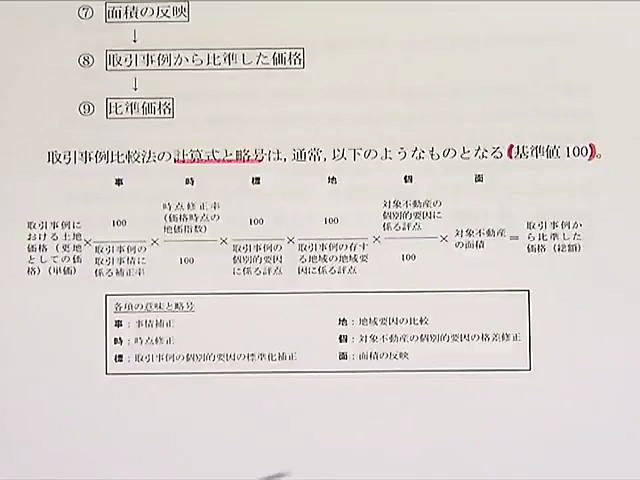 ⑦ 面積の反映
↓
⑧ 取引事例から比準した価格
↓
⑨ 比準価格
取引事例比較法の計算式と略号は，通常，以下のようなものとなる（基準値100）。
事 時 標 地 個 面
取引事例に
おける土地
価格（更地
としての価
格）（単価）
×
100
取引事例の
取引事情に
係る補正率
×
時点修正率
（価格時点の
地価指数）
100
×
100
取引事例の
個別的要因
に係る評点
×
100
取引事例の存す
る地域の地域要
因に係る評点
×
対象不動産の
個別的要因に
係る評点
100
×
対象不動産
の面積
＝
取引事例か
ら比準した
価格（総額）
各項の意味と略号
事：事情補正
時：時点修正
標：取引事例の個別的要因の標準化補正
地：地域要因の比較
個：対象不動産の個別的要因の格差修正
面：面積の反映